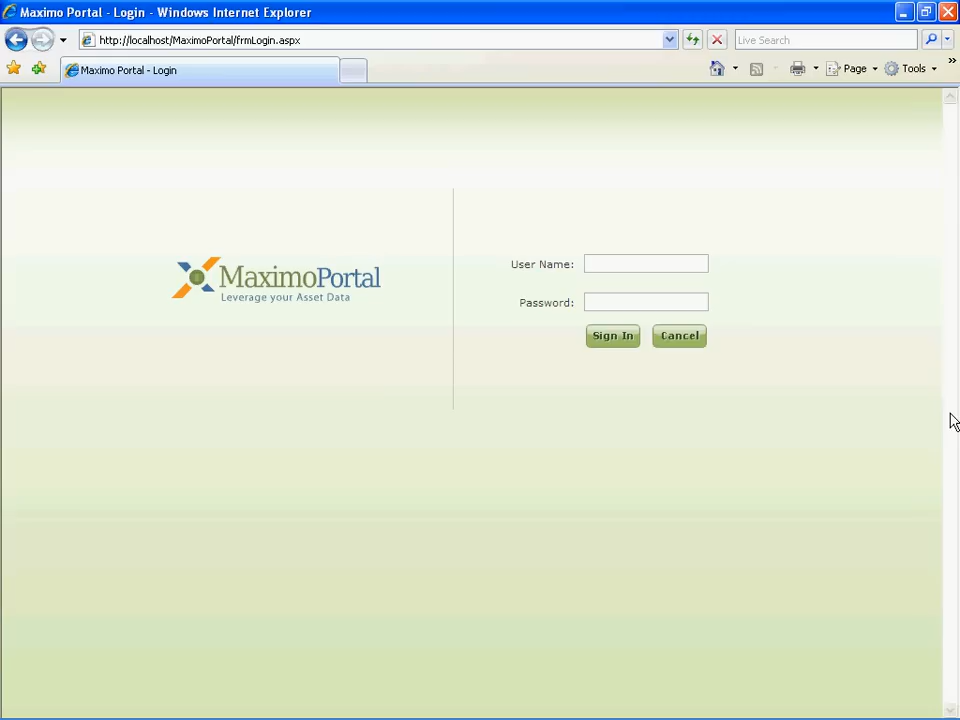 Maximo Portal - Login - Windows Internet Explorer
http://localhost/MaximoPortal/frmLogin.aspx
Live Search
Maximo Portal - Login
Page
Tools
MaximoPortal
Leverage your Asset Data
User Name:
Password:
Sign In
Cancel